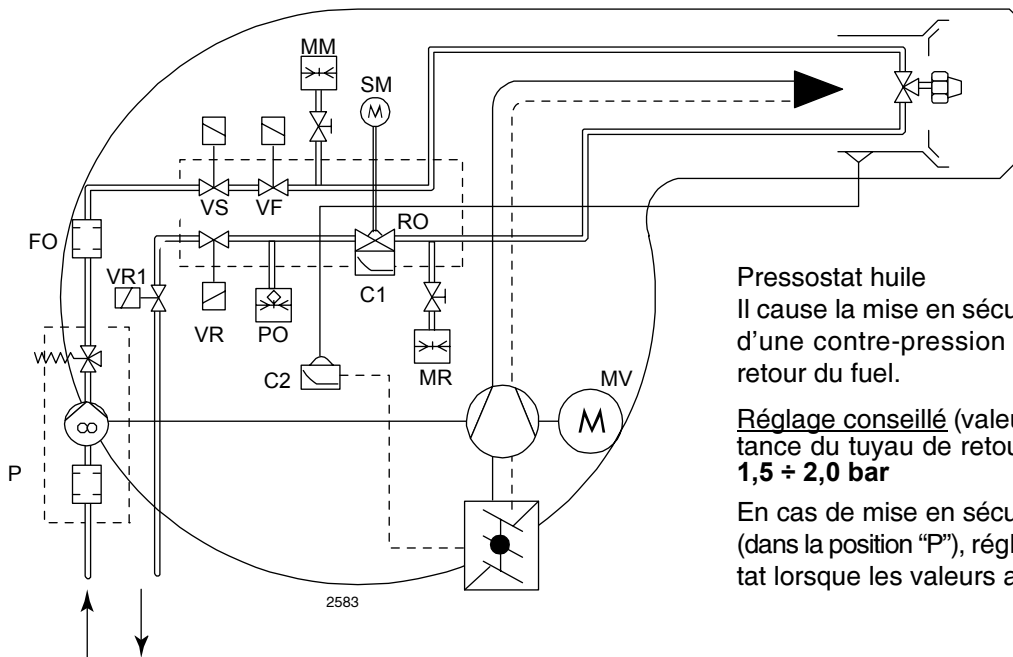 MM
SM
M
VS
VF
FO
RO
VR1
VR
PO
C1
C2
MR
MV
M
P
2583
Pressostat huile
Il cause la mise en sécu
d'une contre-pression
retour du fuel.
Réglage conseillé (valeu
tance du tuyau de retou
1,5 ÷ 2,0 bar
En cas de mise en sécu
(dans la position “P”), régl
tat lorsque les valeurs a